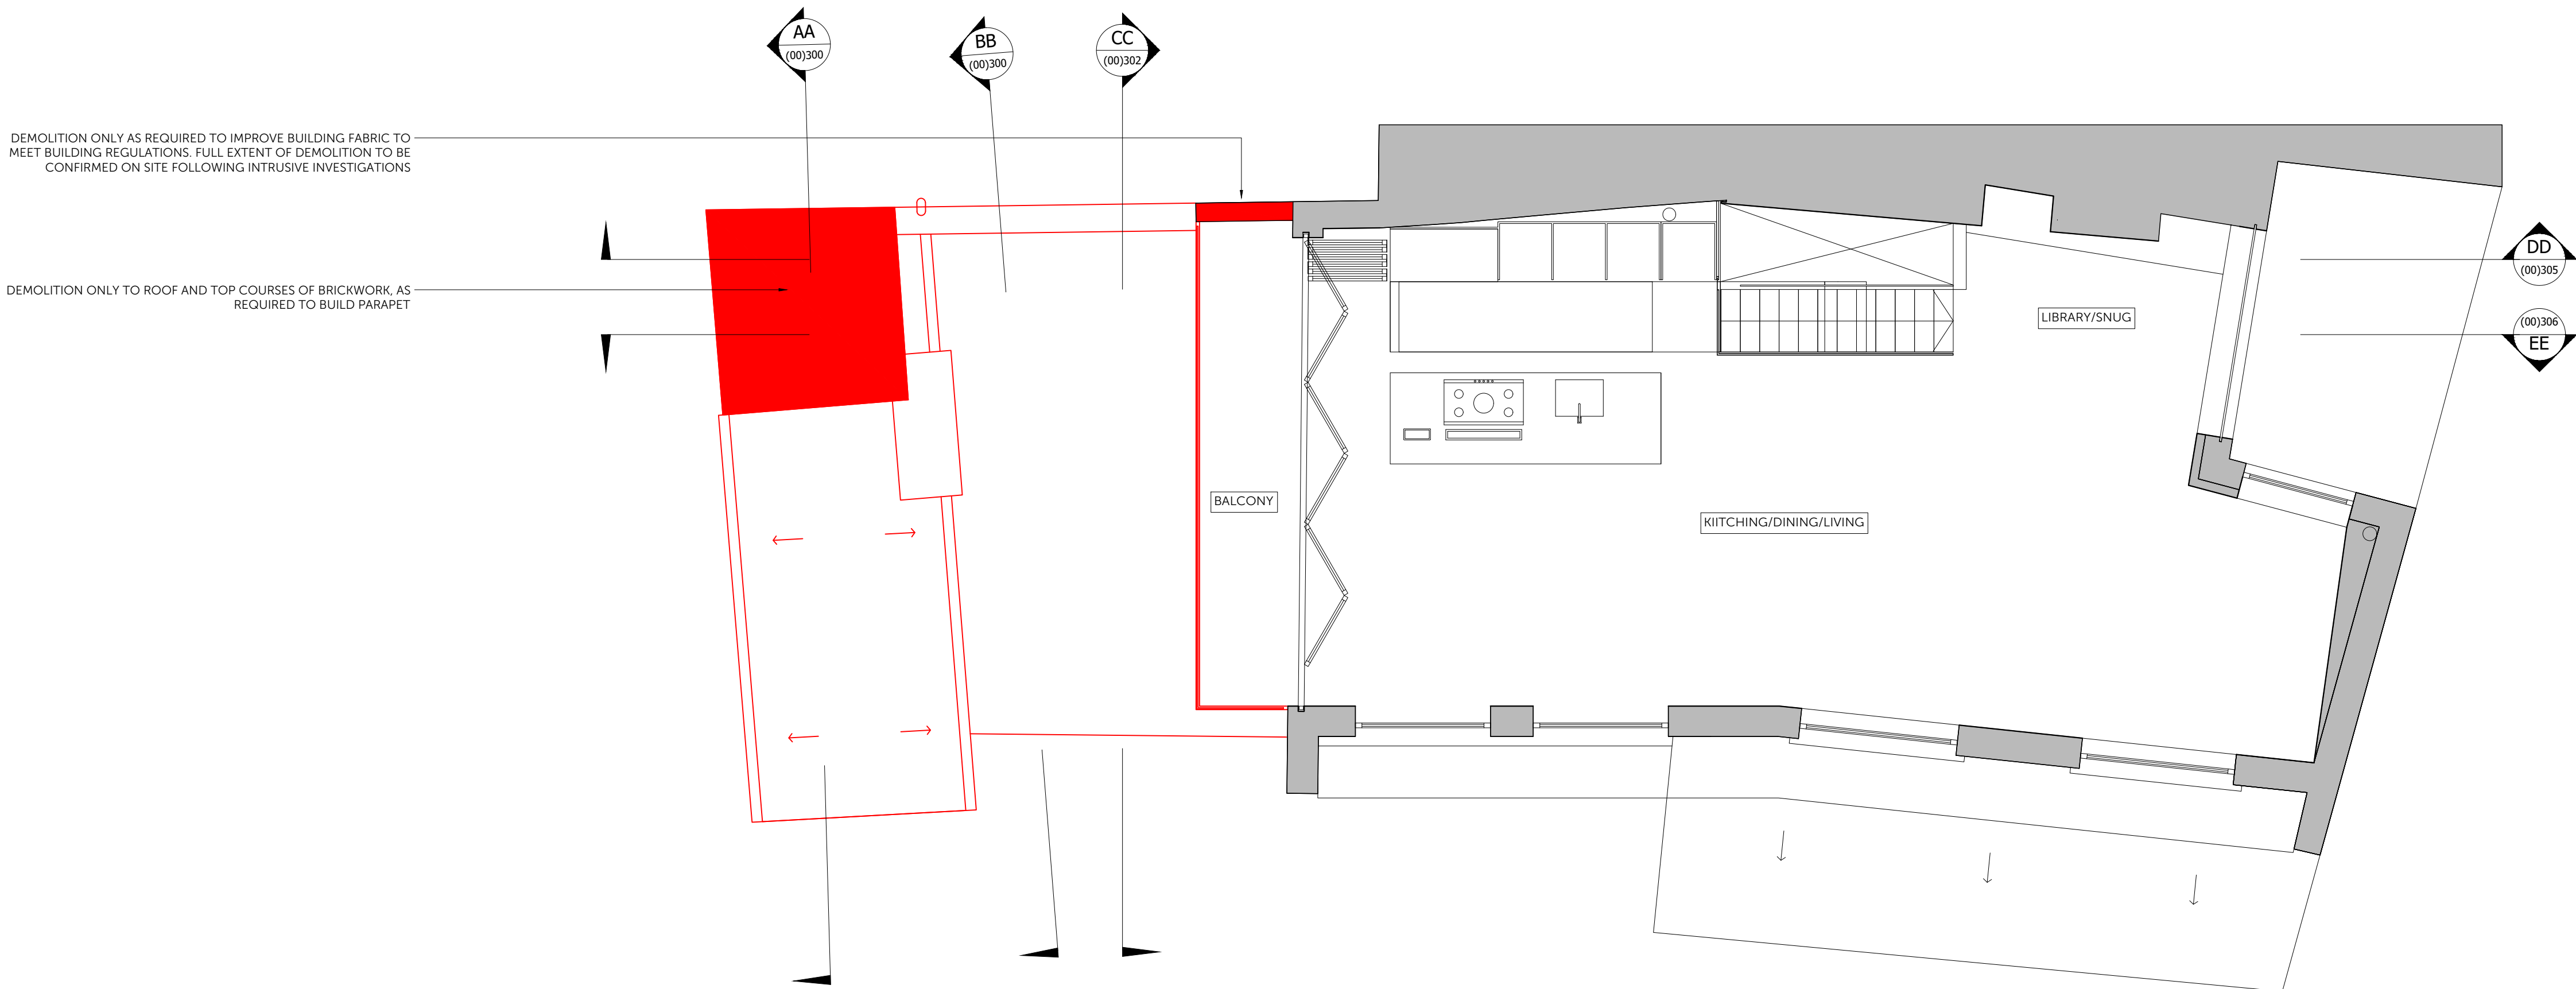 AA
(00)300
BB
(00)300
CC
(00)302
DEMOLITION ONLY AS REQUIRED TO IMPROVE BUILDING FABRIC TO
MEET BUILDING REGULATIONS. FULL EXTENT OF DEMOLITION TO BE
CONFIRMED ON SITE FOLLOWING INTRUSIVE INVESTIGATIONS
DEMOLITION ONLY TO ROOF AND TOP COURSES OF BRICKWORK, AS
REQUIRED TO BUILD PARAPET
DD
(00)305
LIBRARY/SNUG
(00)306
EE
BALCONY
KIITCHING/DINING/LIVING